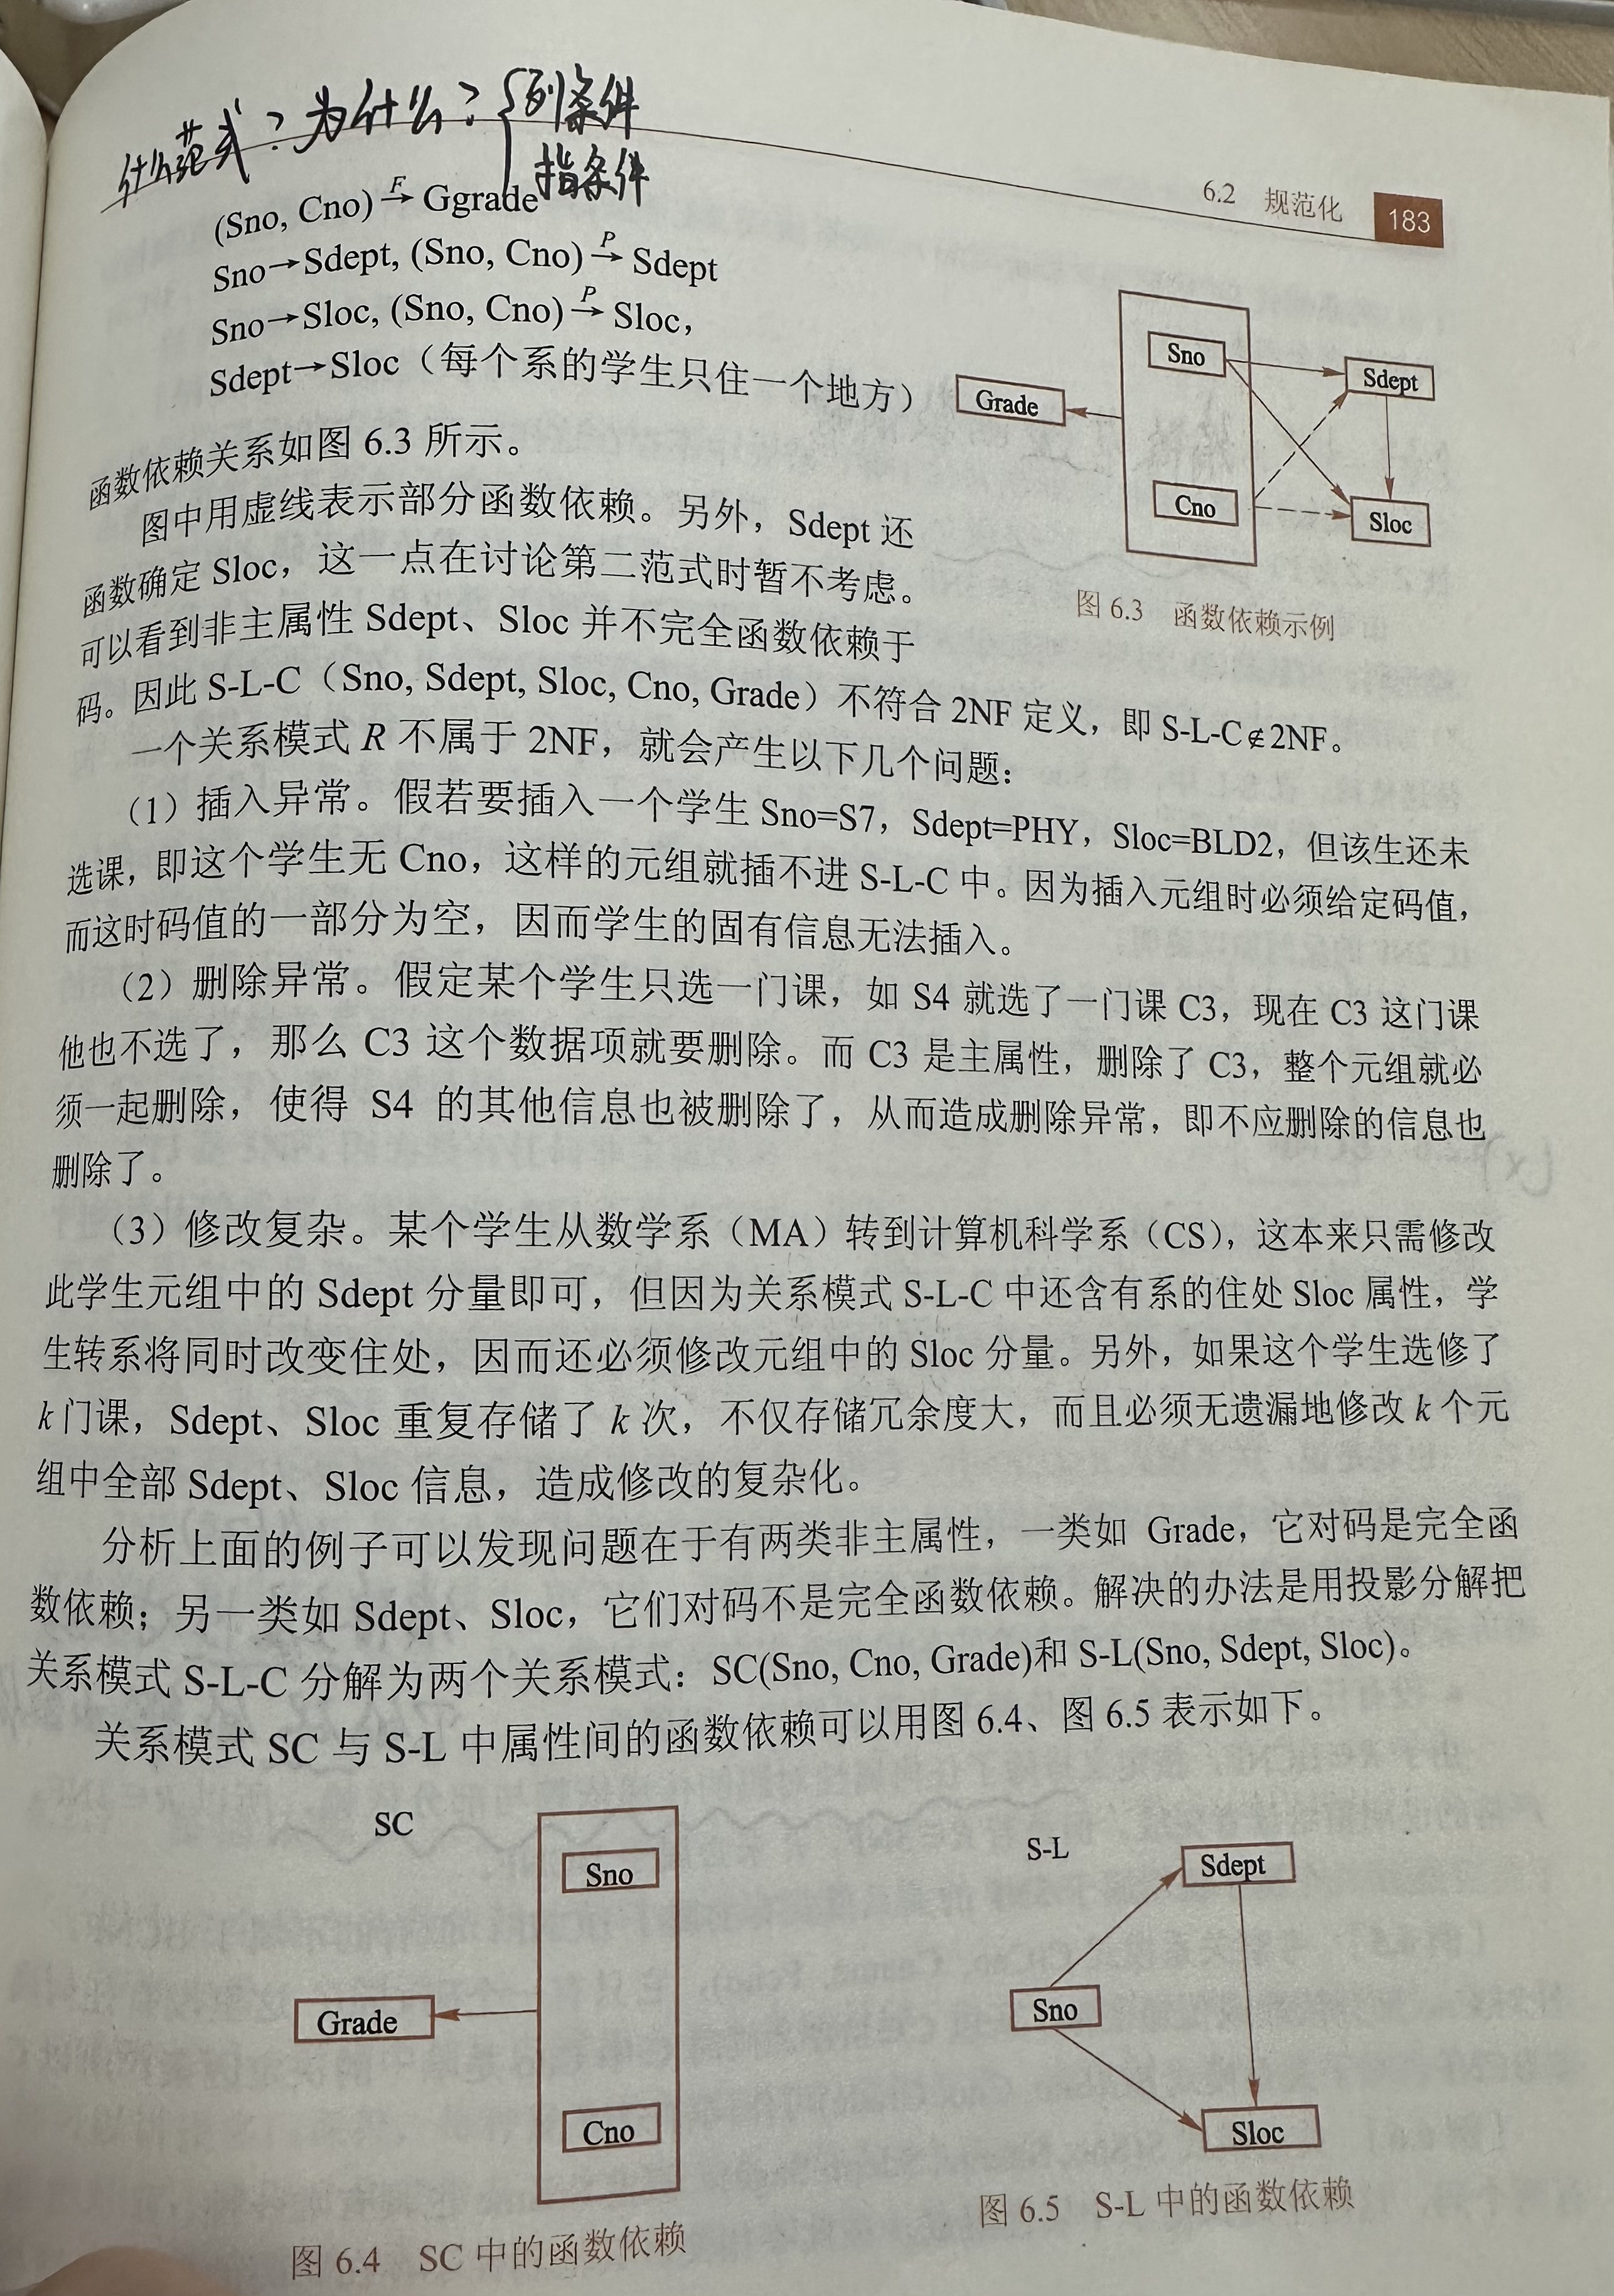 什么范式？为什么？{列条件
指条件
6.2 规范化 183
(Sno, Cno) F→ Ggrade
Sno→Sdept, (Sno, Cno) P→ Sdept
Sno→Sloc, (Sno, Cno) P→ Sloc,
Sdept→Sloc（每个系的学生只住一个地方）
函数依赖关系如图 6.3 所示。
图中用虚线表示部分函数依赖。另外，Sdept 还
函数确定 Sloc，这一点在讨论第二范式时暂不考虑。
可以看到非主属性 Sdept、Sloc 并不完全函数依赖于
码。因此 S-L-C（Sno, Sdept, Sloc, Cno, Grade）不符合 2NF 定义，即 S-L-C∉2NF。
Sno
Sdept
Grade
Cno
Sloc
图 6.3 函数依赖示例
一个关系模式 R 不属于 2NF，就会产生以下几个问题：
（1）插入异常。假若要插入一个学生 Sno=S7，Sdept=PHY，Sloc=BLD2，但该生还未
选课，即这个学生无 Cno，这样的元组就插不进 S-L-C 中。因为插入元组时必须给定码值，
而这时码值的一部分为空，因而学生的固有信息无法插入。
（2）删除异常。假定某个学生只选一门课，如 S4 就选了一门课 C3，现在 C3 这门课
他也不选了，那么 C3 这个数据项就要删除。而 C3 是主属性，删除了 C3，整个元组就必
须一起删除，使得 S4 的其他信息也被删除了，从而造成删除异常，即不应删除的信息也
删除了。
（3）修改复杂。某个学生从数学系（MA）转到计算机科学系（CS），这本来只需修改
此学生元组中的 Sdept 分量即可，但因为关系模式 S-L-C 中还含有系的住处 Sloc 属性，学
生转系将同时改变住处，因而还必须修改元组中的 Sloc 分量。另外，如果这个学生选修了
k 门课，Sdept、Sloc 重复存储了 k 次，不仅存储冗余度大，而且必须无遗漏地修改 k 个元
组中全部 Sdept、Sloc 信息，造成修改的复杂化。
分析上面的例子可以发现问题在于有两类非主属性，一类如 Grade，它对码是完全函
数依赖；另一类如 Sdept、Sloc，它们对码不是完全函数依赖。解决的办法是用投影分解把
关系模式 S-L-C 分解为两个关系模式：SC(Sno, Cno, Grade)和 S-L(Sno, Sdept, Sloc)。
关系模式 SC 与 S-L 中属性间的函数依赖可以用图 6.4、图 6.5 表示如下。
SC
Sno
Grade
Cno
图 6.4 SC 中的函数依赖
S-L
Sdept
Sno
Sloc
图 6.5 S-L 中的函数依赖